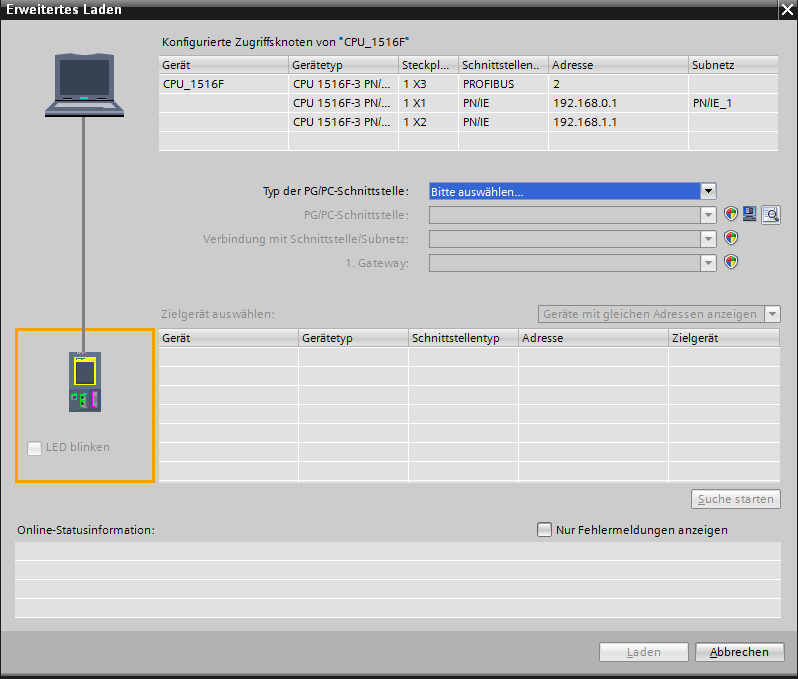 Erweitertes Laden
Konfigurierte Zugriffsknoten von "CPU_1516F"
Gerät Gerätetyp Steckpl... Schnittstellen.. Adresse Subnetz
CPU_1516F CPU 1516F-3 PN/... 1 X3 PROFIBUS 2
CPU 1516F-3 PN/... 1 X1 PN/IE 192.168.0.1 PN/IE_1
CPU 1516F-3 PN/... 1 X2 PN/IE 192.168.1.1
Typ der PG/PC-Schnittstelle: Bitte auswählen...
PG/PC-Schnittstelle:
Verbindung mit Schnittstelle/Subnetz:
1. Gateway:
Zielgerät auswählen: Geräte mit gleichen Adressen anzeigen
Gerät Gerätetyp Schnittstellentyp Adresse Zielgerät
LED blinken
Suche starten
Online-Statusinformation: Nur Fehlermeldungen anzeigen
Laden Abbrechen